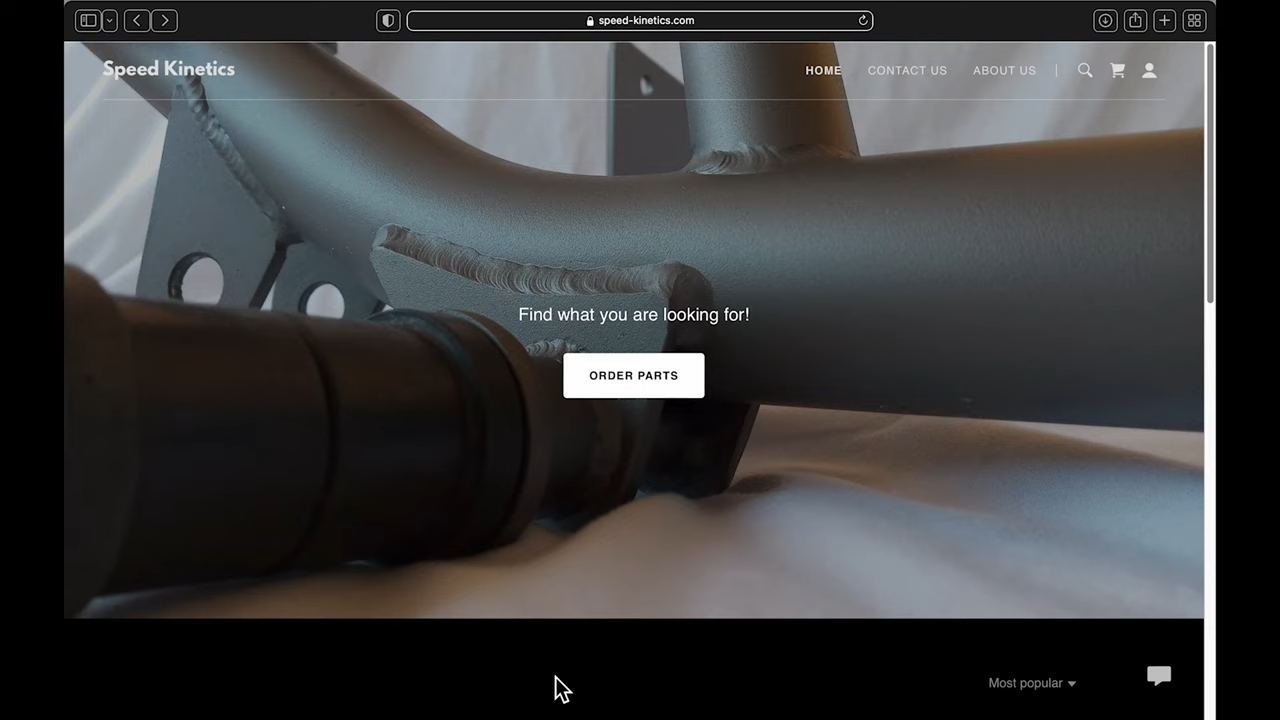 speed-kinetics.com
Speed Kinetics
HOME
CONTACT US
ABOUT US
Find what you are looking for!
ORDER PARTS
Most popular